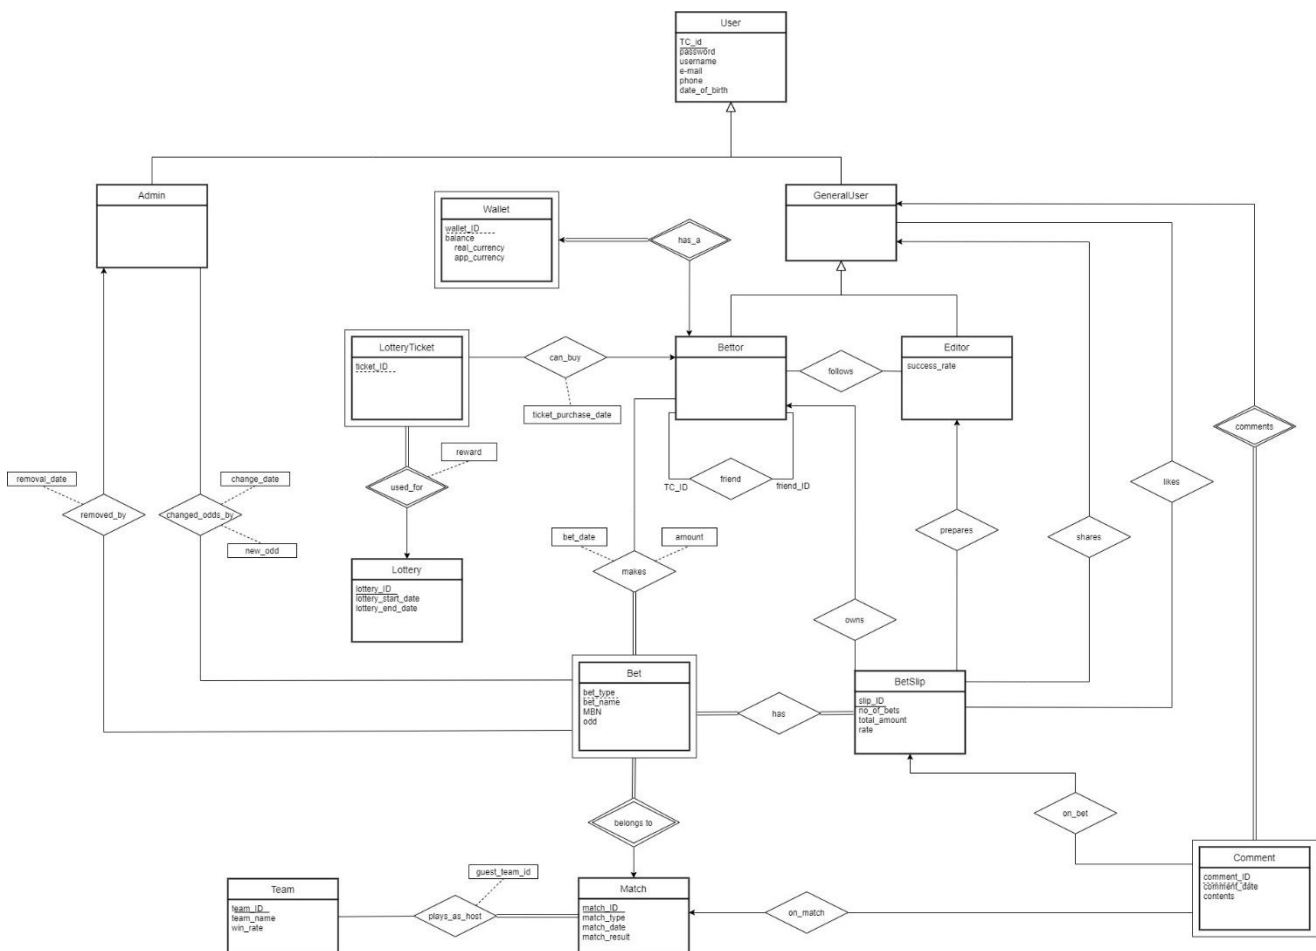 User
TC_id
password
username
e-mail
phone
date_of_birth
Admin
GeneralUser
Wallet
wallet_ID
balance
real_currency
app_currency
has_a
LotteryTicket
ticket_ID
can_buy
ticket_purchase_date
Bettor
follows
Editor
success_rate
comments
reward
used_for
TC_ID
friend
friend_ID
likes
removal_date
removed_by
change_date
changed_odds_by
new_odd
prepares
shares
bet_date
amount
makes
Lottery
lottery_ID
lottery_start_date
lottery_end_date
owns
Bet
bet_type
bet_name
MBN
odd
has
BetSlip
slip_ID
no_of_bets
total_amount
rate
belongs to
on_bet
guest_team_id
Team
team_ID
team_name
win_rate
plays_as_host
Match
match_ID
match_type
match_date
match_result
on_match
Comment
comment_ID
comment_date
contents